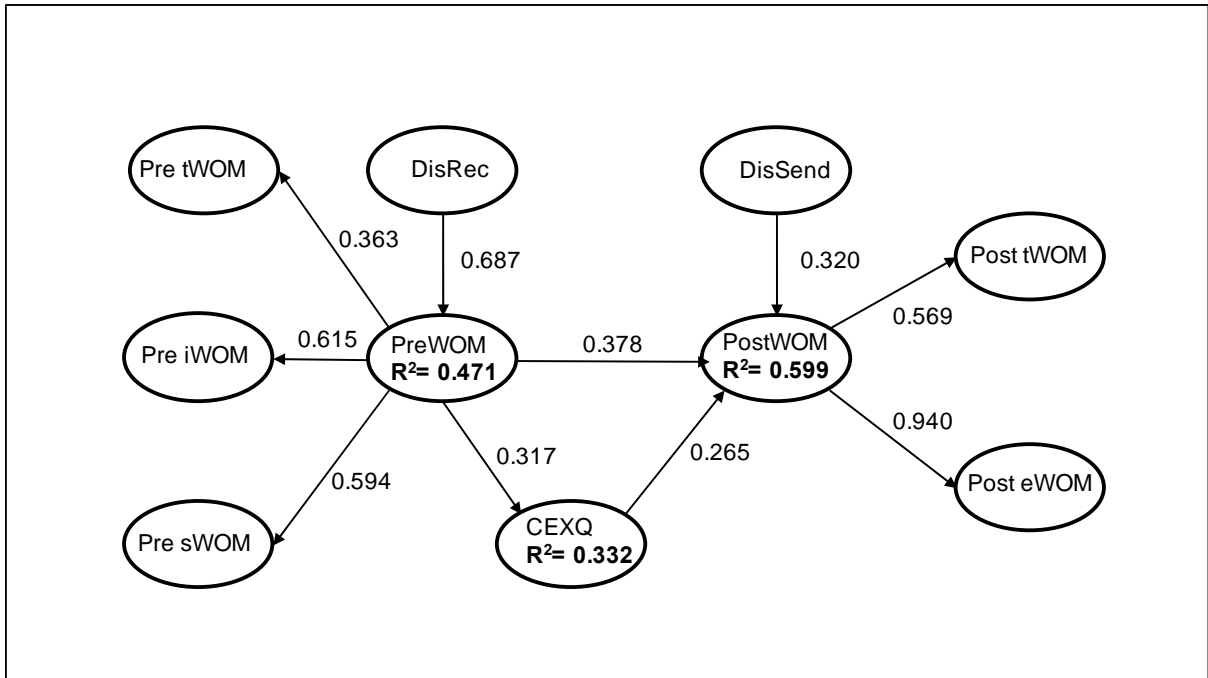 Pre tWOM
DisRec
DisSend
0.363
0.687
0.320
Post tWOM
0.569
Pre iWOM
0.615
PreWOM
R²= 0.471
0.378
PostWOM
R²= 0.599
0.594
0.317
0.265
0.940
Pre sWOM
CEXQ
R²= 0.332
Post eWOM